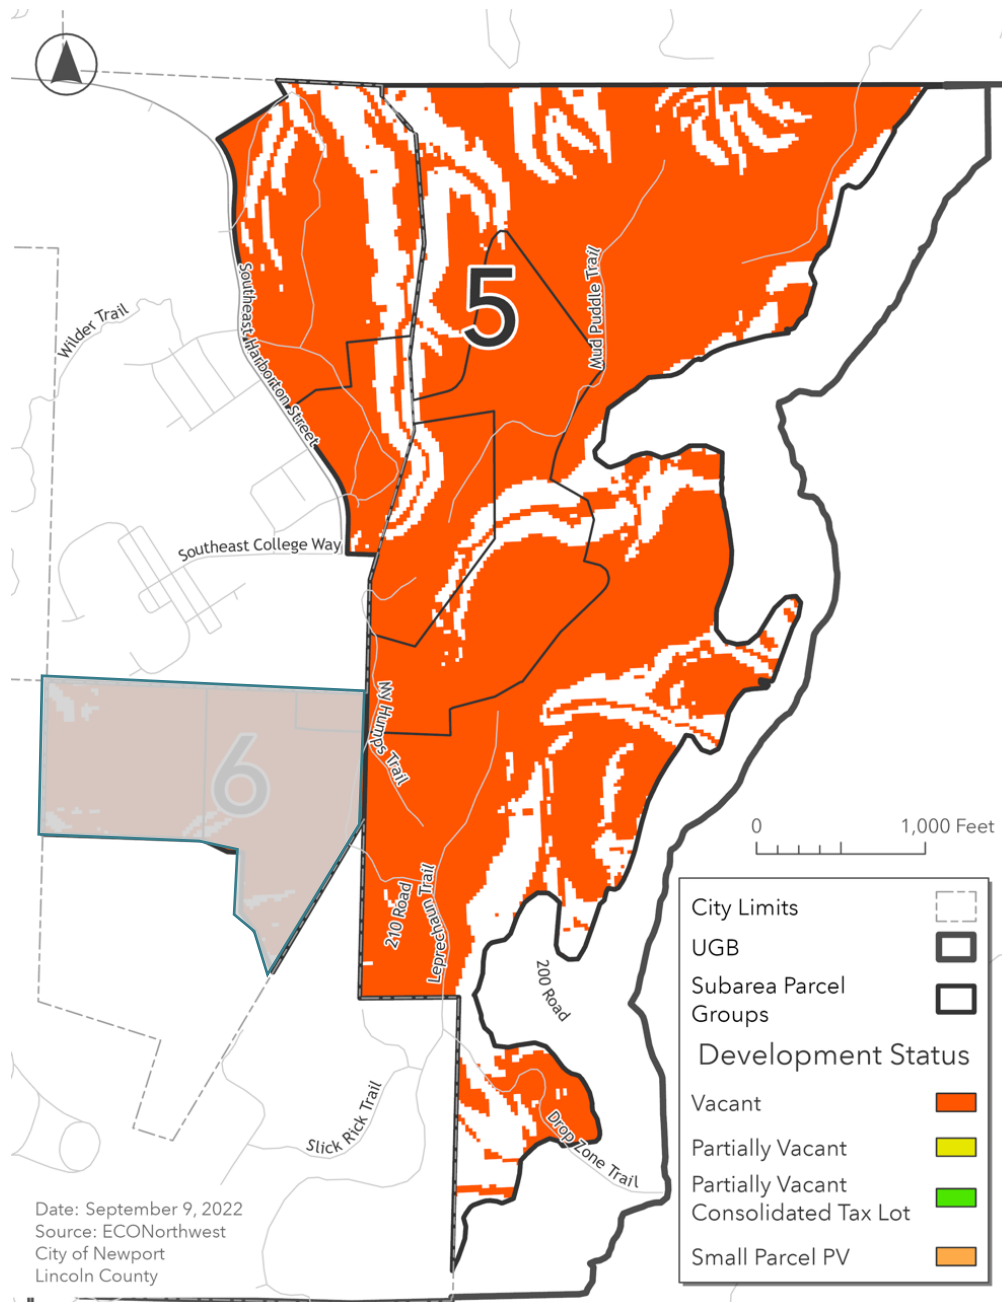 5
Mud Puddle Trail
Wilder Trail
Southeast Harborton Street
Southeast College Way
My Humps Trail
6
0
1,000 Feet
210 Road
Leprechaun Trail
200 Road
Slick Rick Trail
Drop Zone Trail
City Limits
UGB
Subarea Parcel
Groups
Development Status
Vacant
Partially Vacant
Partially Vacant
Consolidated Tax Lot
Small Parcel PV
Date: September 9, 2022
Source: ECONorthwest
City of Newport
Lincoln County